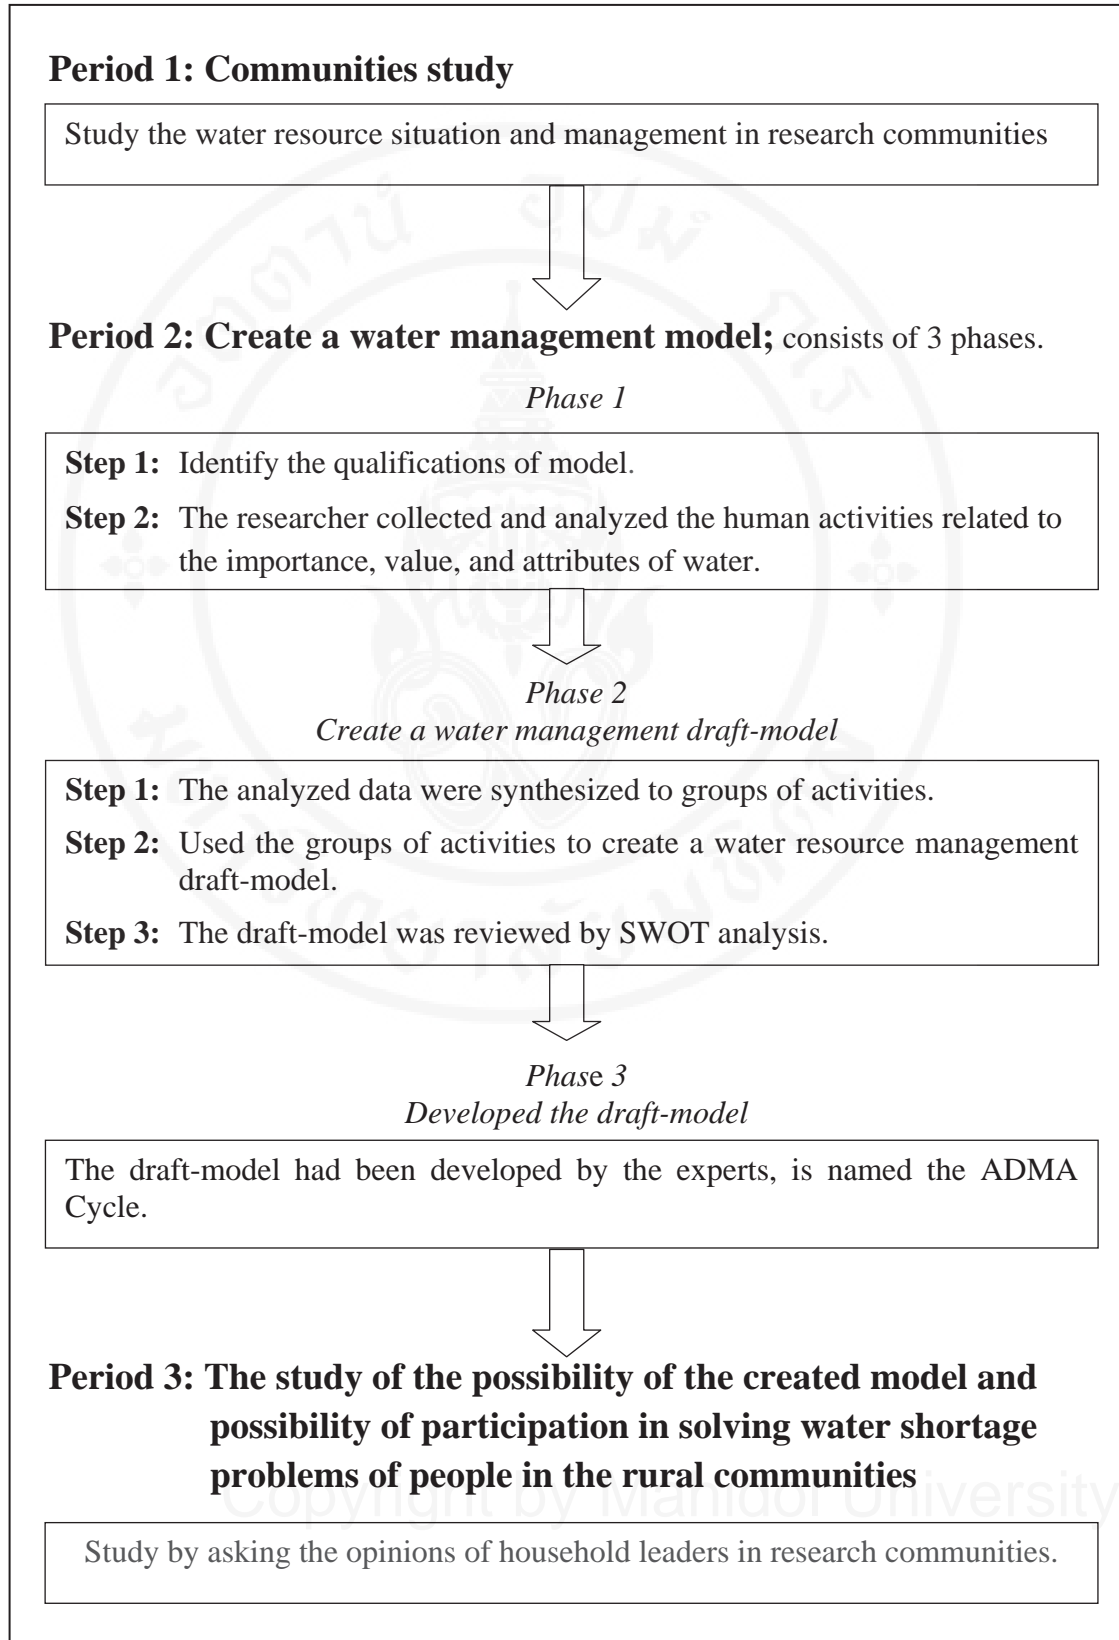 Period 1: Communities study
Study the water resource situation and management in research communities
Period 2: Create a water management model; consists of 3 phases.
Phase 1
Step 1: Identify the qualifications of model.
Step 2: The researcher collected and analyzed the human activities related to
the importance, value, and attributes of water.
Phase 2
Create a water management draft-model
Step 1: The analyzed data were synthesized to groups of activities.
Step 2: Used the groups of activities to create a water resource management
draft-model.
Step 3: The draft-model was reviewed by SWOT analysis.
Phase 3
Developed the draft-model
The draft-model had been developed by the experts, is named the ADMA
Cycle.
Period 3: The study of the possibility of the created model and
possibility of participation in solving water shortage
problems of people in the rural communities
Copyright by Mahidol University
Study by asking the opinions of household leaders in research communities.